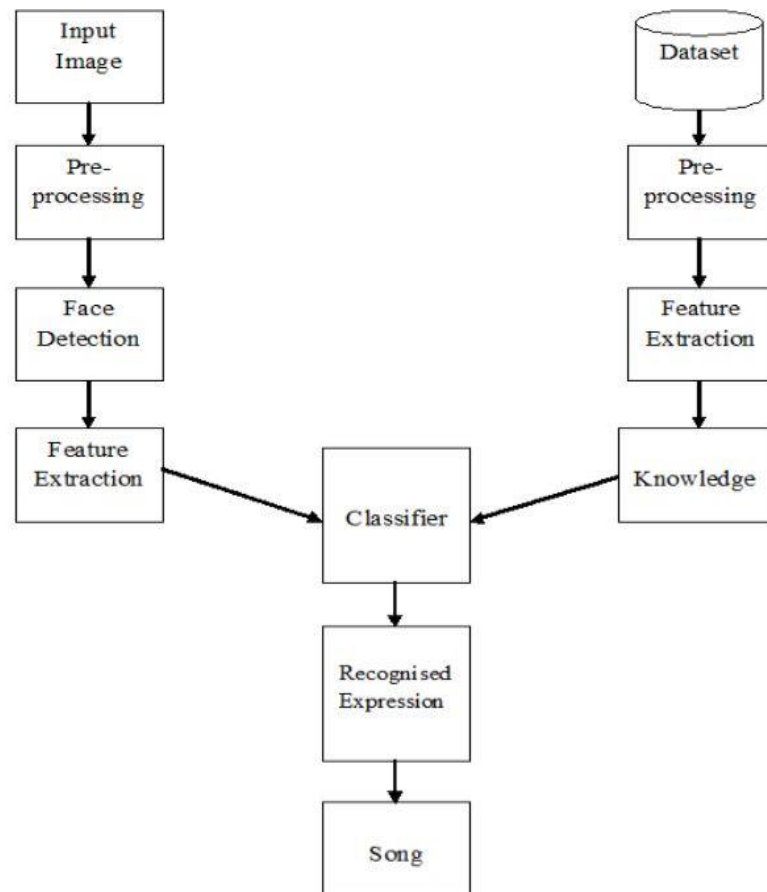 Input
Image
Pre-
processing
Face
Detection
Feature
Extraction
Dataset
Pre-
processing
Feature
Extraction
Knowledge
Classifier
Recognised
Expression
Song